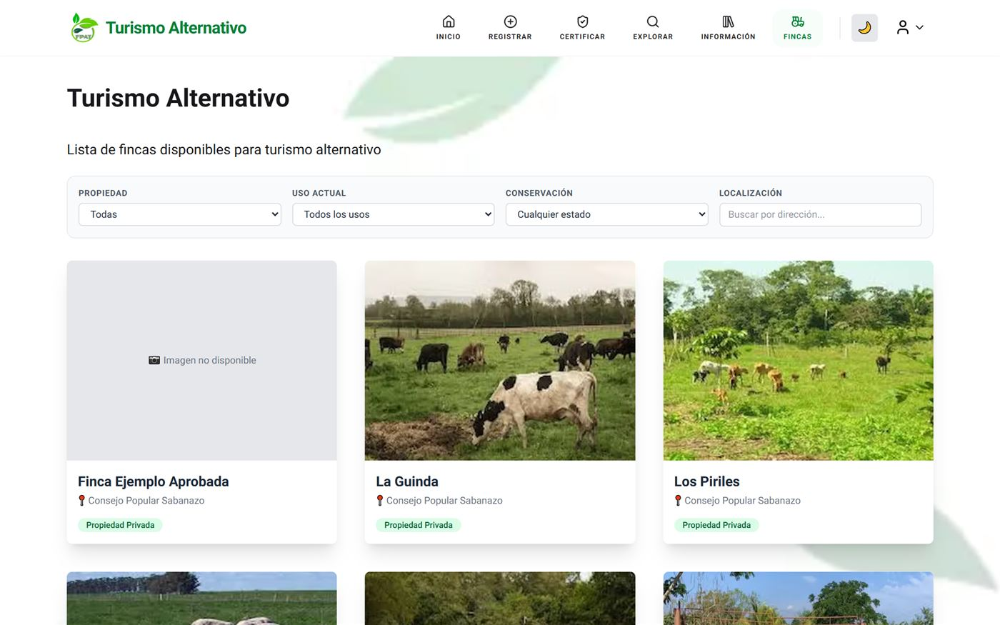 FPAT
Turismo Alternativo
INICIO
REGISTRAR
CERTIFICAR
EXPLORAR
INFORMACIÓN
FINCAS
Turismo Alternativo
Lista de fincas disponibles para turismo alternativo
PROPIEDAD
Todas
USO ACTUAL
Todos los usos
CONSERVACIÓN
Cualquier estado
LOCALIZACIÓN
Buscar por dirección...
Imagen no disponible
Finca Ejemplo Aprobada
Consejo Popular Sabanazo
Propiedad Privada
La Guinda
Consejo Popular Sabanazo
Propiedad Privada
Los Piriles
Consejo Popular Sabanazo
Propiedad Privada